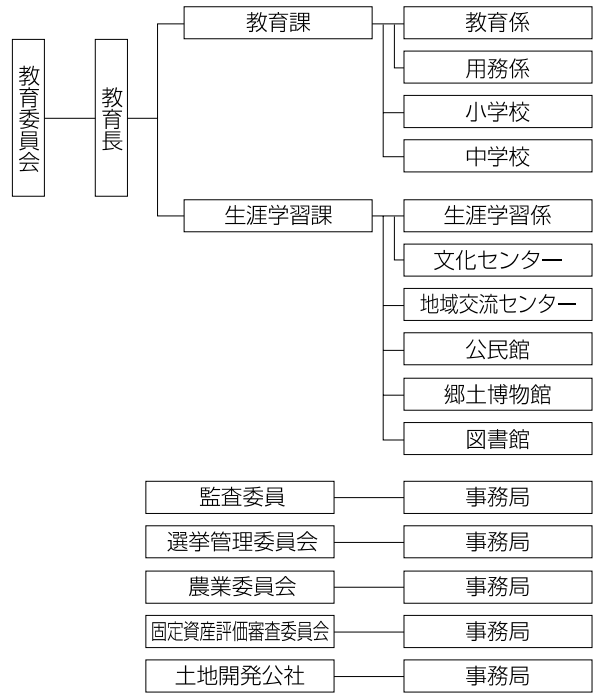 教育委員会
教育長
教育課
教育係
用務係
小学校
中学校
生涯学習課
生涯学習係
文化センター
地域交流センター
公民館
郷土博物館
図書館
監査委員
事務局
選挙管理委員会
事務局
農業委員会
事務局
固定資産評価審査委員会
事務局
土地開発公社
事務局